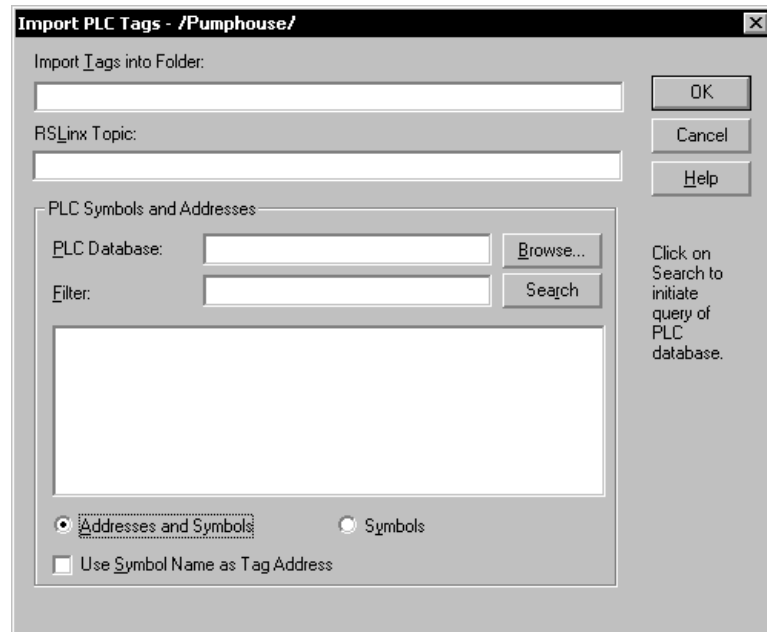 Import PLC Tags - /Pumphouse/
Import Tags into Folder:
OK
RSLinx Topic:
Cancel
Help
PLC Symbols and Addresses
PLC Database:
Browse...
Filter:
Search
Click on
Search to
initiate
query of
PLC
database.
Addresses and Symbols
Symbols
Use Symbol Name as Tag Address